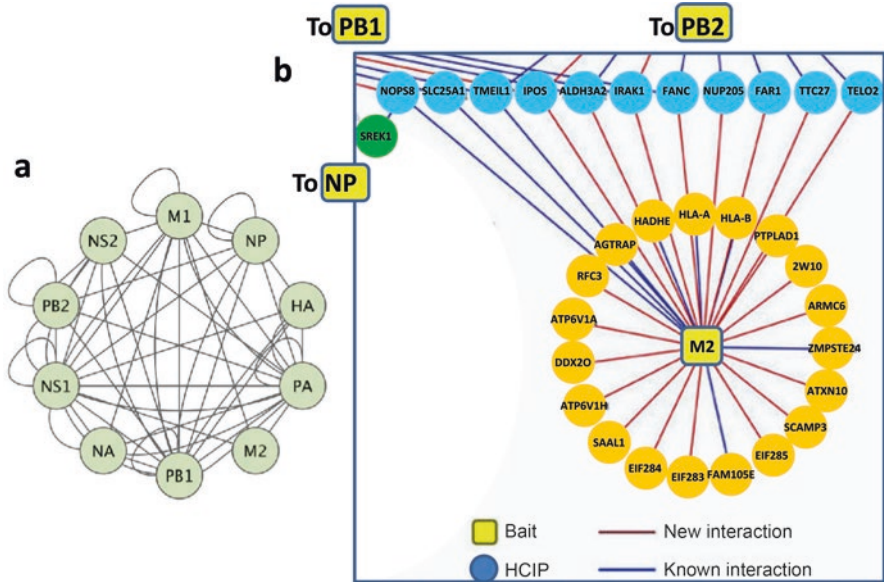 To PB1
To PB2
b
NOPS8 SLC25A1 TMEIL1 IPOS ALDH3A2 IRAK1 FANC NUP205 FAR1 TTC27 TELO2
SREK1
To NP
a
M1
NP
NS2
HA
PB2
PA
NS1
M2
NA
PB1
HLA-A
HADHE
HLA-B
AGTRAP
PTPLAD1
RFC3
2W10
ATP6V1A
ARMC6
M2
ZMPSTE24
DDX2O
ATXN10
ATP6V1H
SCAMP3
SAAL1
EIF285
EIF284
EIF283
FAM105E
Bait
New interaction
HCIP
Known interaction